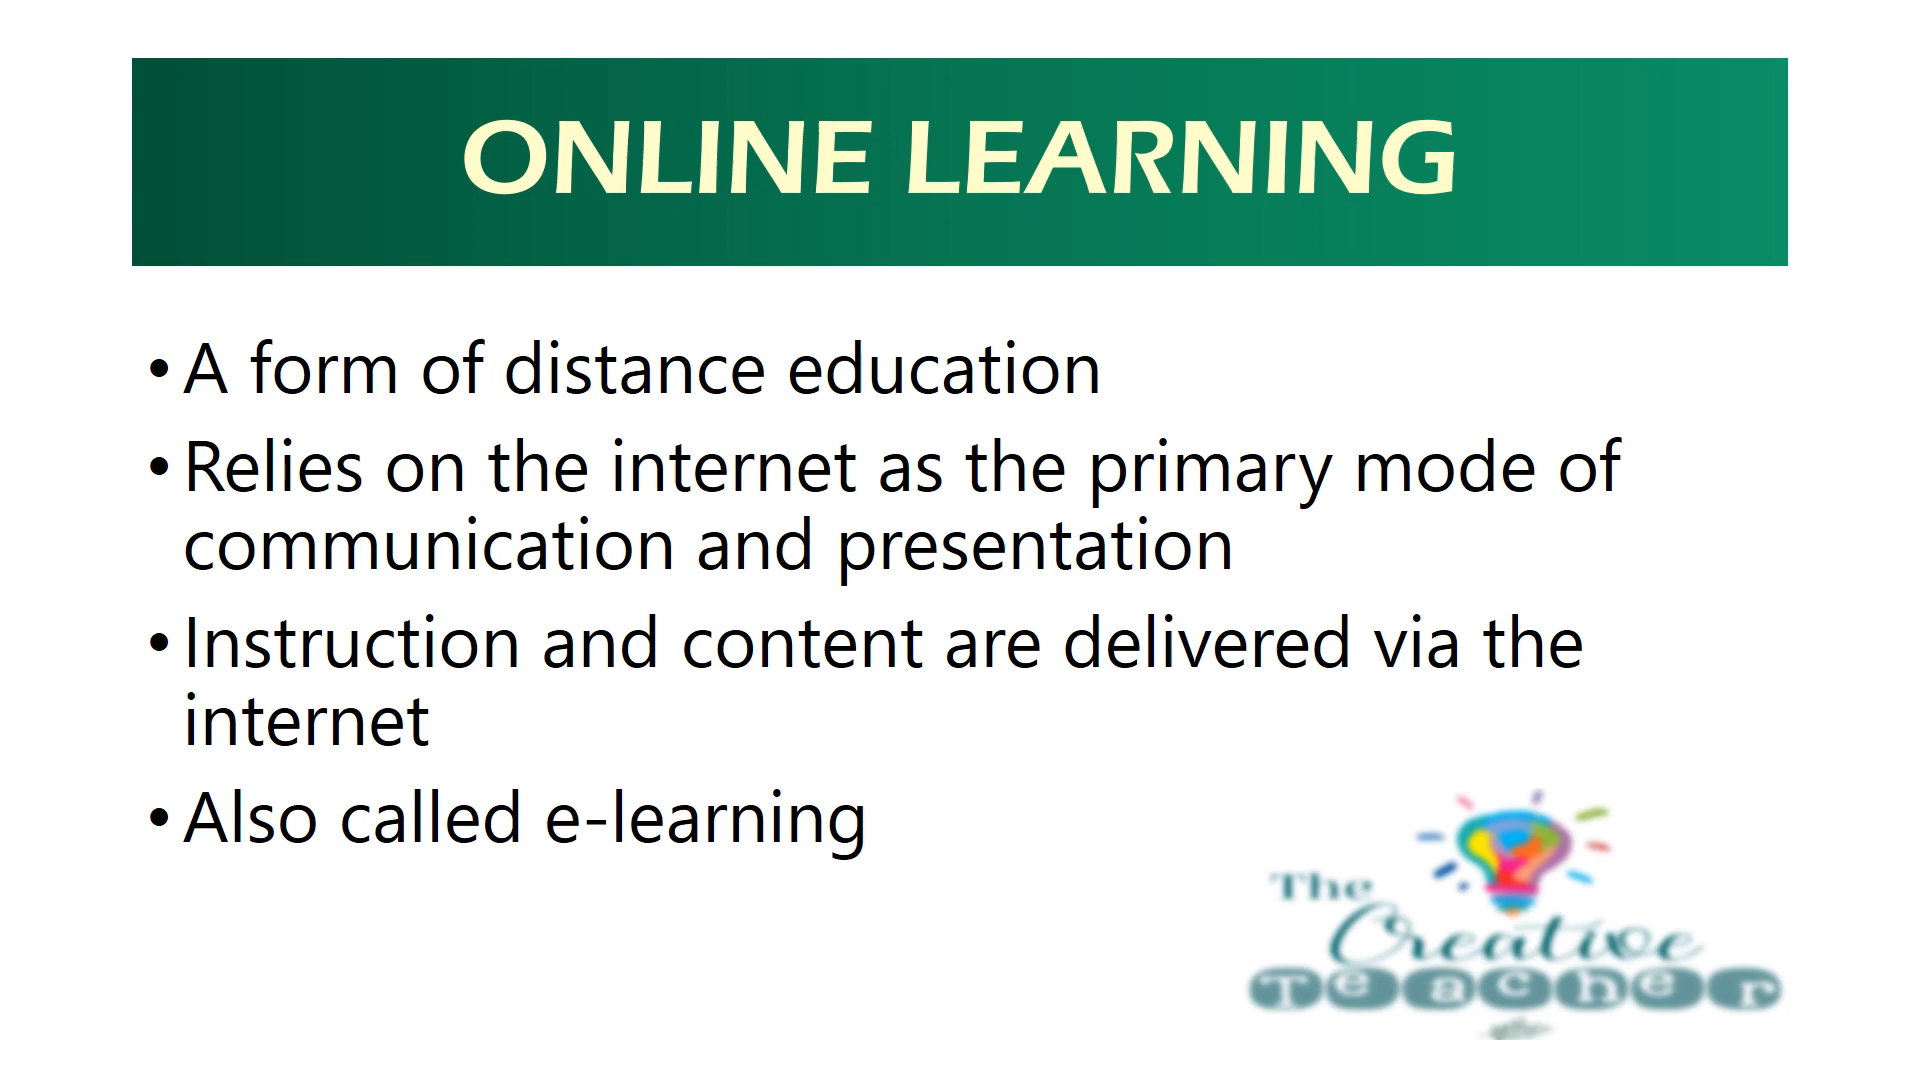 ONLINE LEARNING
• A form of distance education
• Relies on the internet as the primary mode of
communication and presentation
• Instruction and content are delivered via the
internet
• Also called e-learning
The
Creative
Teacher